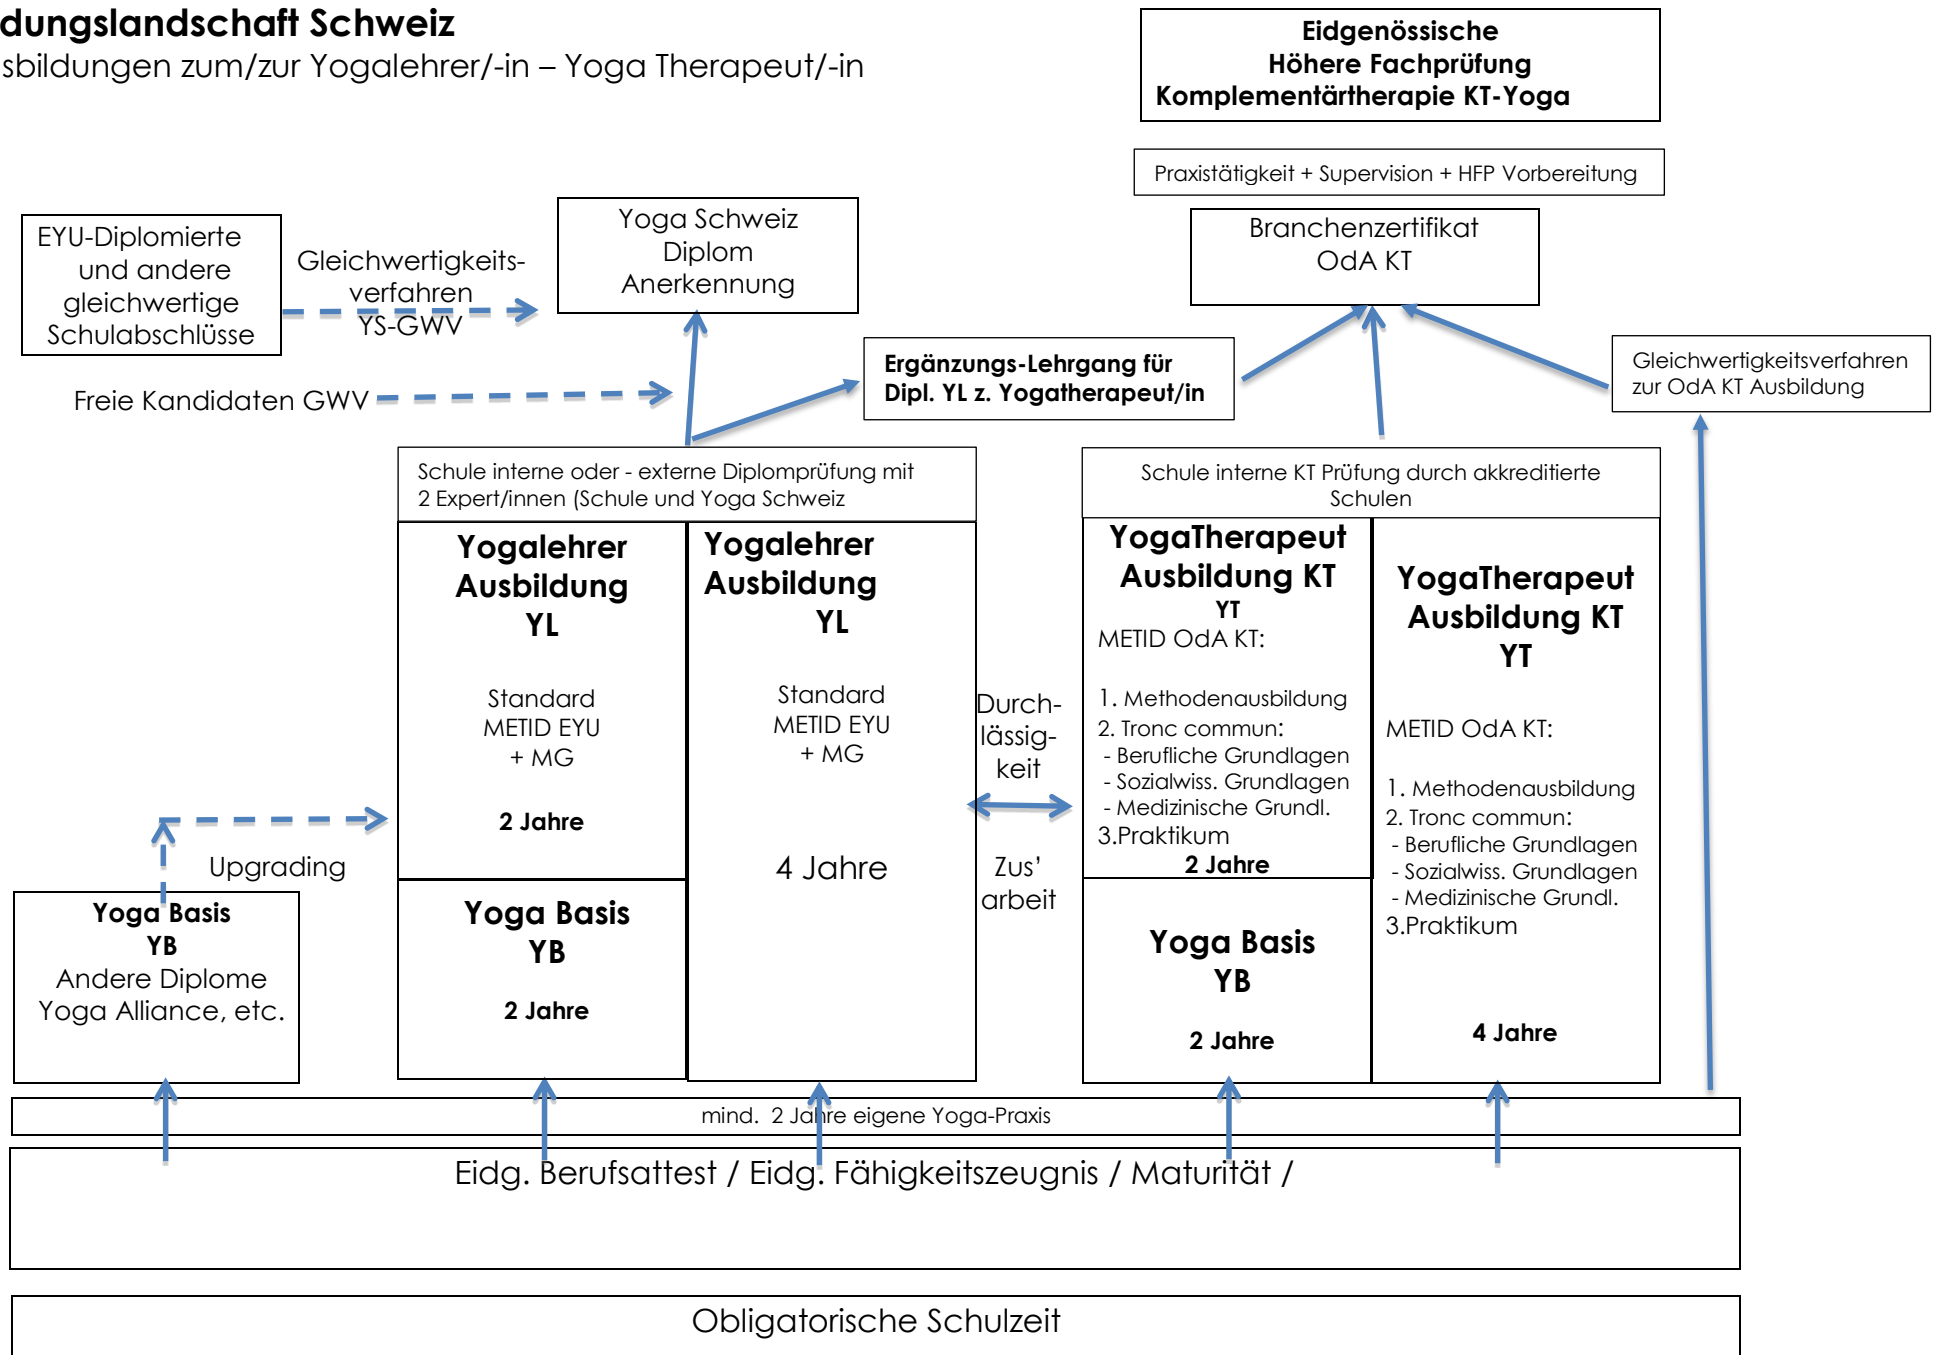 dungslandschaft Schweiz
sbildungen zum/zur Yogalehrer/-in – Yoga Therapeut/-in
Eidgenössische
Höhere Fachprüfung
Komplementärtherapie KT-Yoga
Praxistätigkeit + Supervision + HFP Vorbereitung
EYU-Diplomierte
und andere
gleichwertige
Schulabschlüsse
Gleichwertigkeits-
verfahren
YS-GWV
Yoga Schweiz
Diplom
Anerkennung
Branchenzertifikat
OdA KT
Freie Kandidaten GWV
Ergänzungs-Lehrgang für
Dipl. YL z. Yogatherapeut/in
Gleichwertigkeitsverfahren
zur OdA KT Ausbildung
Schule interne oder - externe Diplomprüfung mit
2 Expert/innen (Schule und Yoga Schweiz
Schule interne KT Prüfung durch akkreditierte
Schulen
Yogalehrer
Ausbildung
YL
Standard
METID EYU
+ MG
2 Jahre
Yogalehrer
Ausbildung
YL
Standard
METID EYU
+ MG
4 Jahre
Durch-
lässig-
keit
Zus’
arbeit
YogaTherapeut
Ausbildung KT
YT
METID OdA KT:
1. Methodenausbildung
2. Tronc commun:
- Berufliche Grundlagen
- Sozialwiss. Grundlagen
- Medizinische Grundl.
3.Praktikum
2 Jahre
YogaTherapeut
Ausbildung KT
YT
METID OdA KT:
1. Methodenausbildung
2. Tronc commun:
- Berufliche Grundlagen
- Sozialwiss. Grundlagen
- Medizinische Grundl.
3.Praktikum
4 Jahre
Upgrading
Yoga Basis
YB
Andere Diplome
Yoga Alliance, etc.
Yoga Basis
YB
2 Jahre
Yoga Basis
YB
2 Jahre
mind. 2 Jahre eigene Yoga-Praxis
Eidg. Berufsattest / Eidg. Fähigkeitszeugnis / Maturität /
Obligatorische Schulzeit